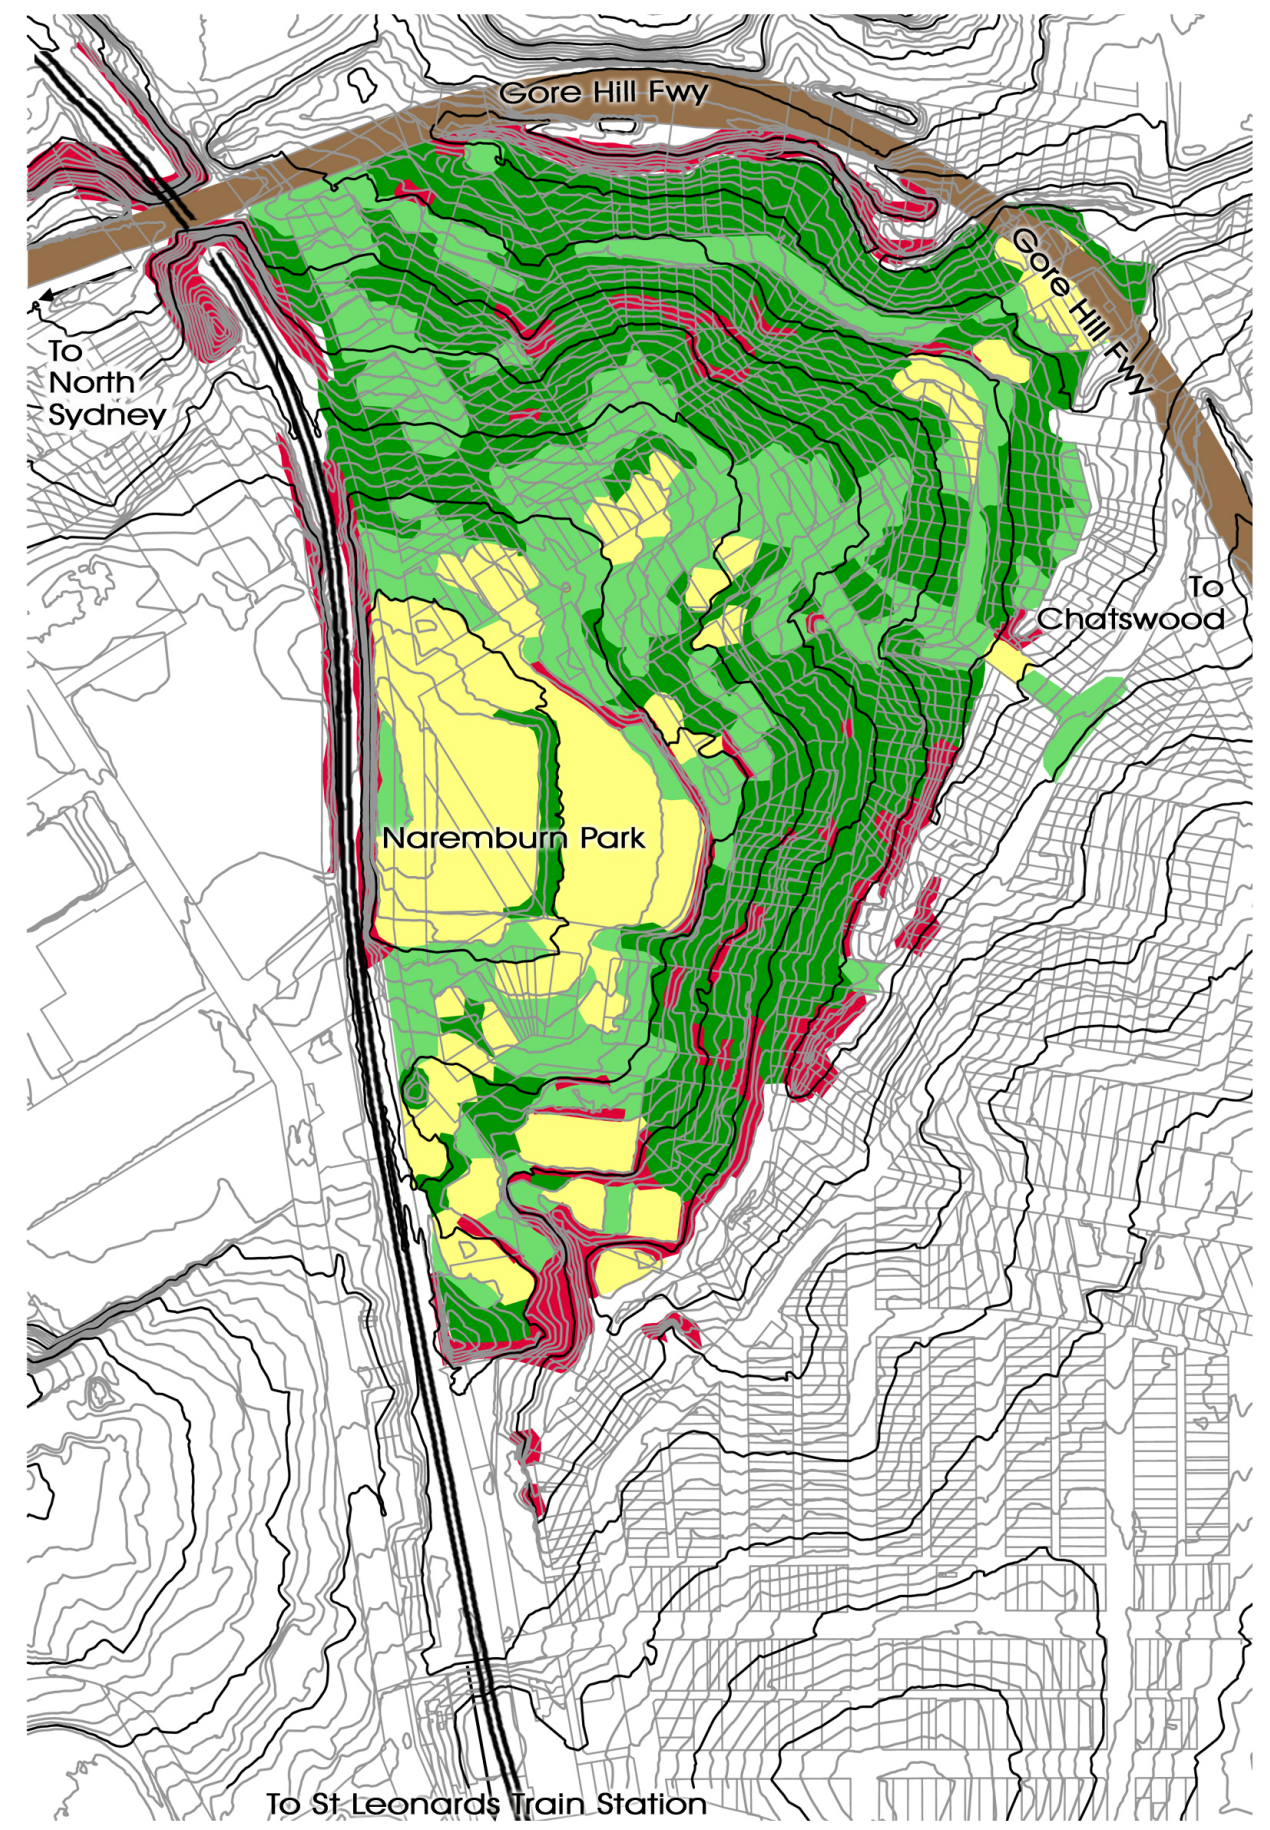 Gore Hill Fwy
Gore Hill Fwy
To
North
Sydney
To
Chatswood
Naremburn Park
To St Leonards Train Station